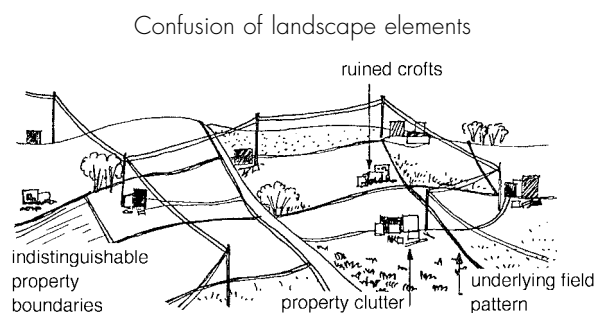 Confusion of landscape elements
ruined crofts
indistinguishable
property
boundaries
property clutter
underlying field
pattern